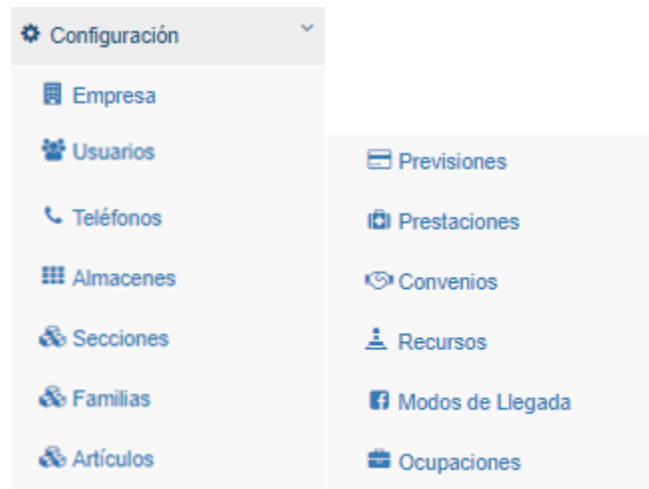 Configuración
Empresa
Usuarios
Teléfonos
Almacenes
Secciones
Familias
Artículos
Previsiones
Prestaciones
Convenios
Recursos
Modos de Llegada
Ocupaciones